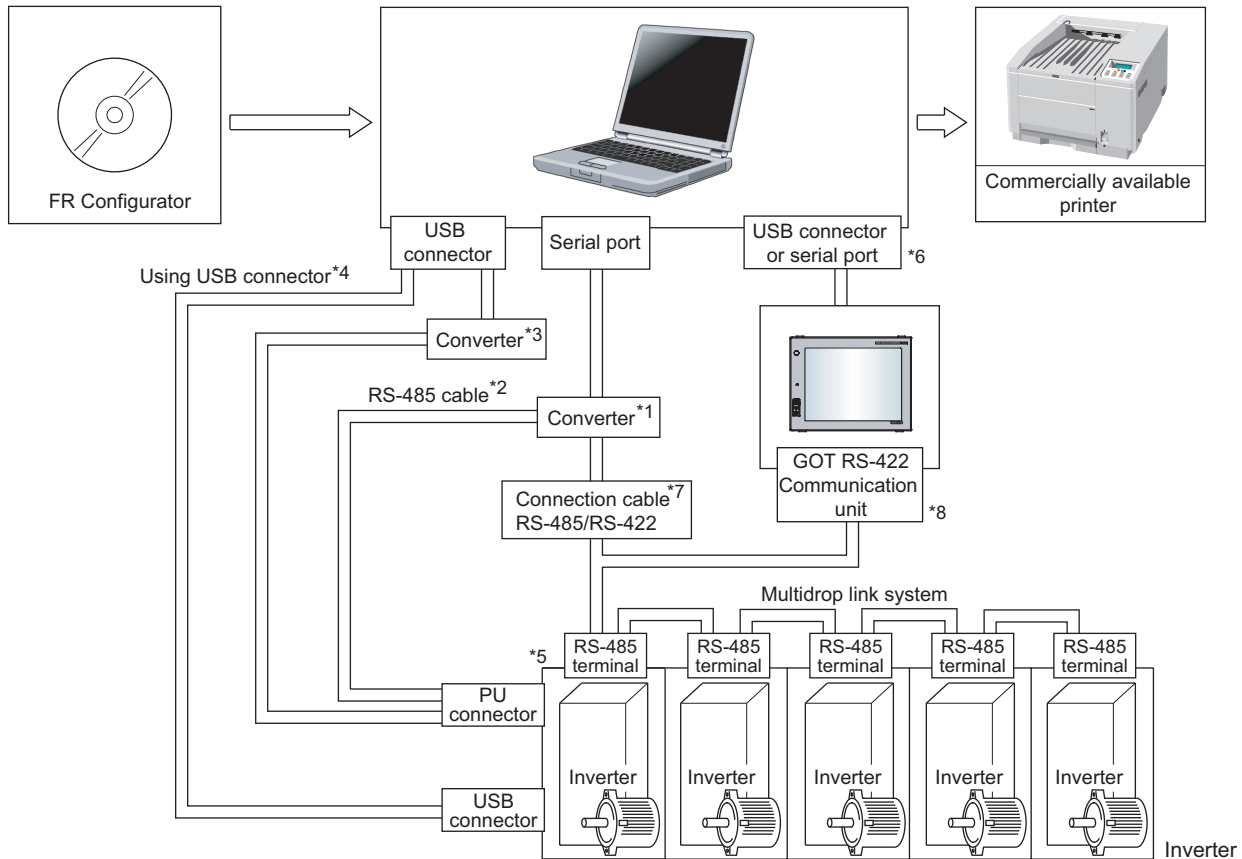 FR Configurator
Commercially available
printer
USB
connector
Serial port
USB connector
or serial port
*6
Using USB connector*4
Converter*3
RS-485 cable*2
Converter*1
GOT RS-422
Communication
unit
*8
Connection cable*7
RS-485/RS-422
Multidrop link system
*5
RS-485
terminal
RS-485
terminal
RS-485
terminal
RS-485
terminal
RS-485
terminal
PU
connector
Inverter
Inverter
Inverter
Inverter
Inverter
USB
connector
Inverter